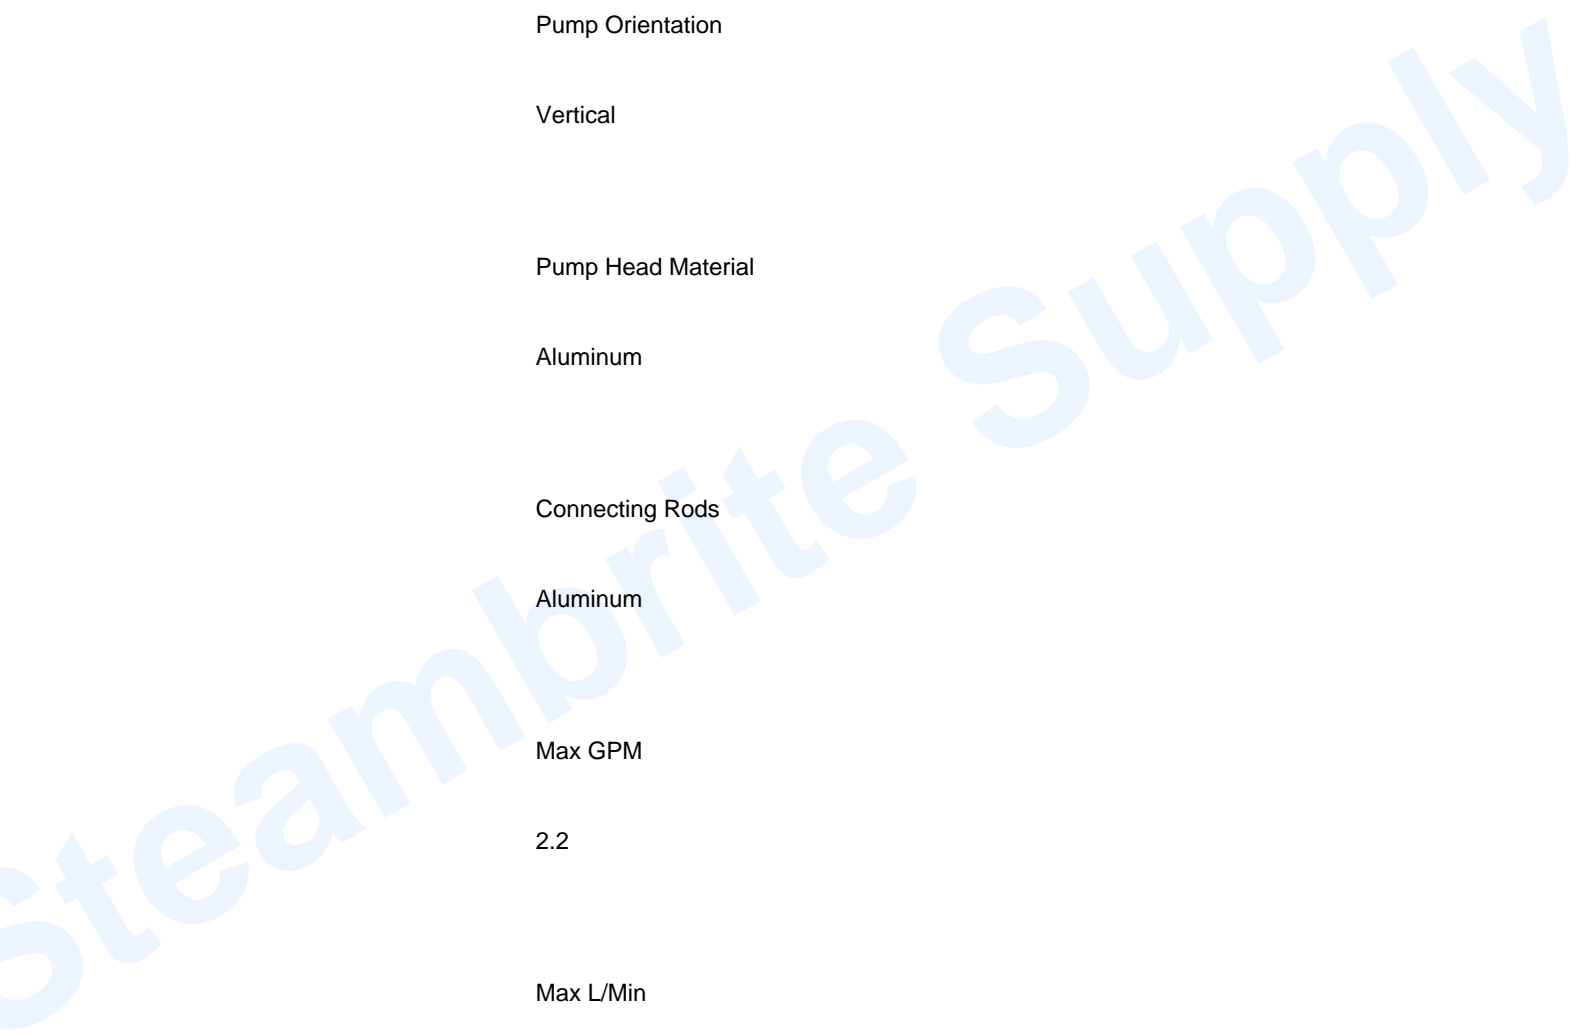 Pump Orientation
Vertical
Pump Head Material
Aluminum
Connecting Rods
Aluminum
Max GPM
2.2
Max L/Min
Steambrite Supply